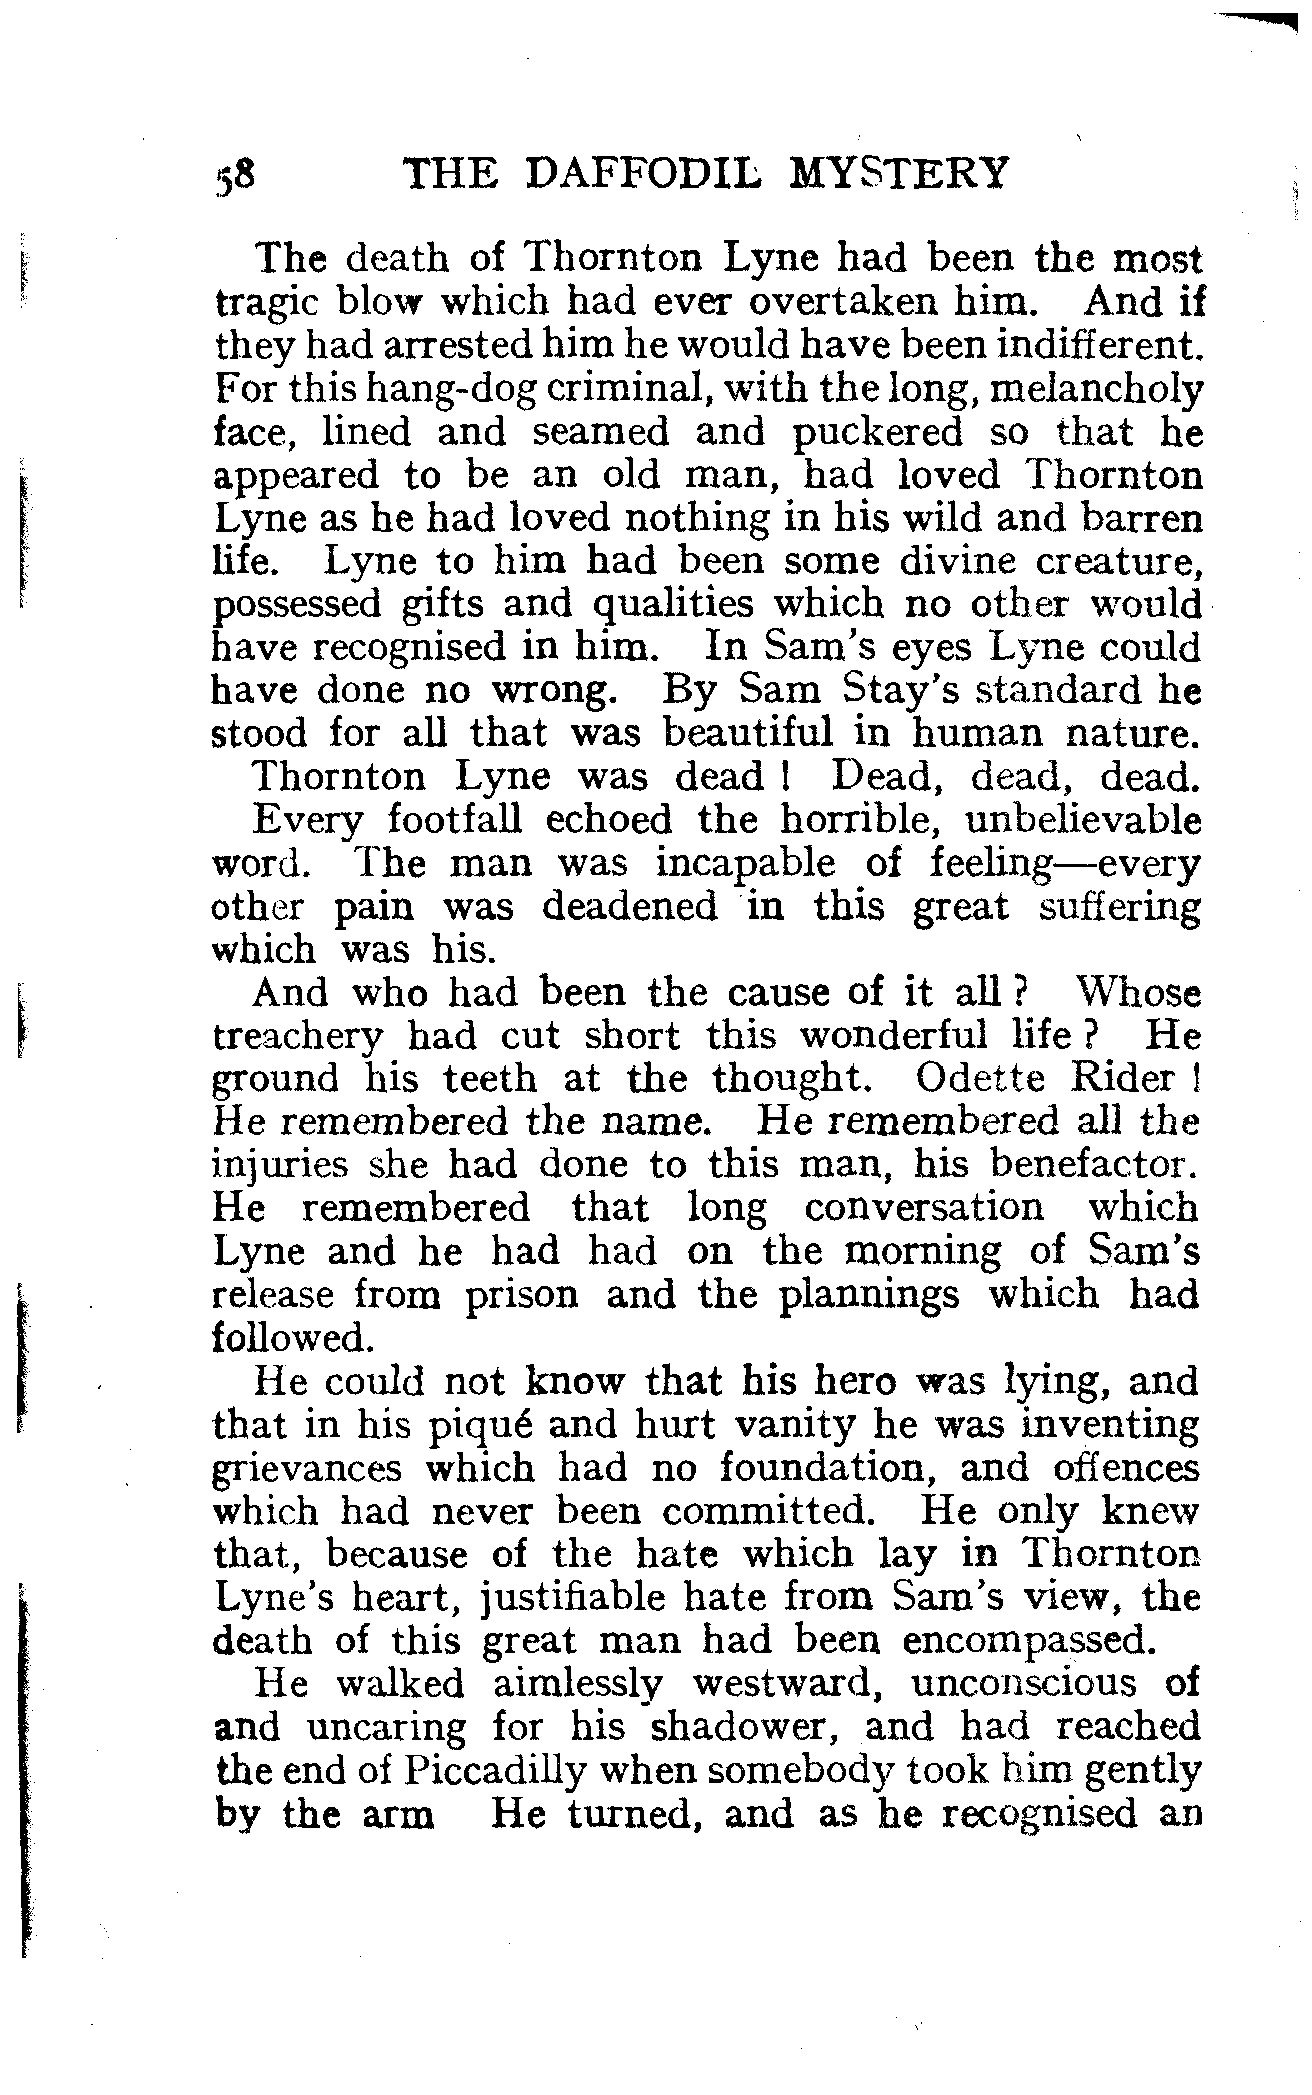 58 THE DAFFODIL MYSTERY
The death of Thornton Lyne had been the most
tragic blow which had ever overtaken him. And if
they had arrested him he would have been indifferent.
For this hang-dog criminal, with the long, melancholy
face, lined and seamed and puckered so that he
appeared to be an old man, had loved Thornton
Lyne as he had loved nothing in his wild and barren
life. Lyne to him had been some divine creature,
possessed gifts and qualities which no other would
have recognised in him. In Sam's eyes Lyne could
have done no wrong. By Sam Stay's standard he
stood for all that was beautiful in human nature.
Thornton Lyne was dead ! Dead, dead, dead.
Every footfall echoed the horrible, unbelievable
word. The man was incapable of feeling—every
other pain was deadened in this great suffering
which was his.
And who had been the cause of it all ? Whose
treachery had cut short this wonderful life ? He
ground his teeth at the thought. Odette Rider !
He remembered the name. He remembered all the
injuries she had done to this man, his benefactor.
He remembered that long conversation which
Lyne and he had had on the morning of Sam's
release from prison and the plannings which had
followed.
He could not know that his hero was lying, and
that in his piqué and hurt vanity he was inventing
grievances which had no foundation, and offences
which had never been committed. He only knew
that, because of the hate which lay in Thornton
Lyne's heart, justifiable hate from Sam's view, the
death of this great man had been encompassed.
He walked aimlessly westward, unconscious of
and uncaring for his shadower, and had reached
the end of Piccadilly when somebody took him gently
by the arm He turned, and as he recognised an